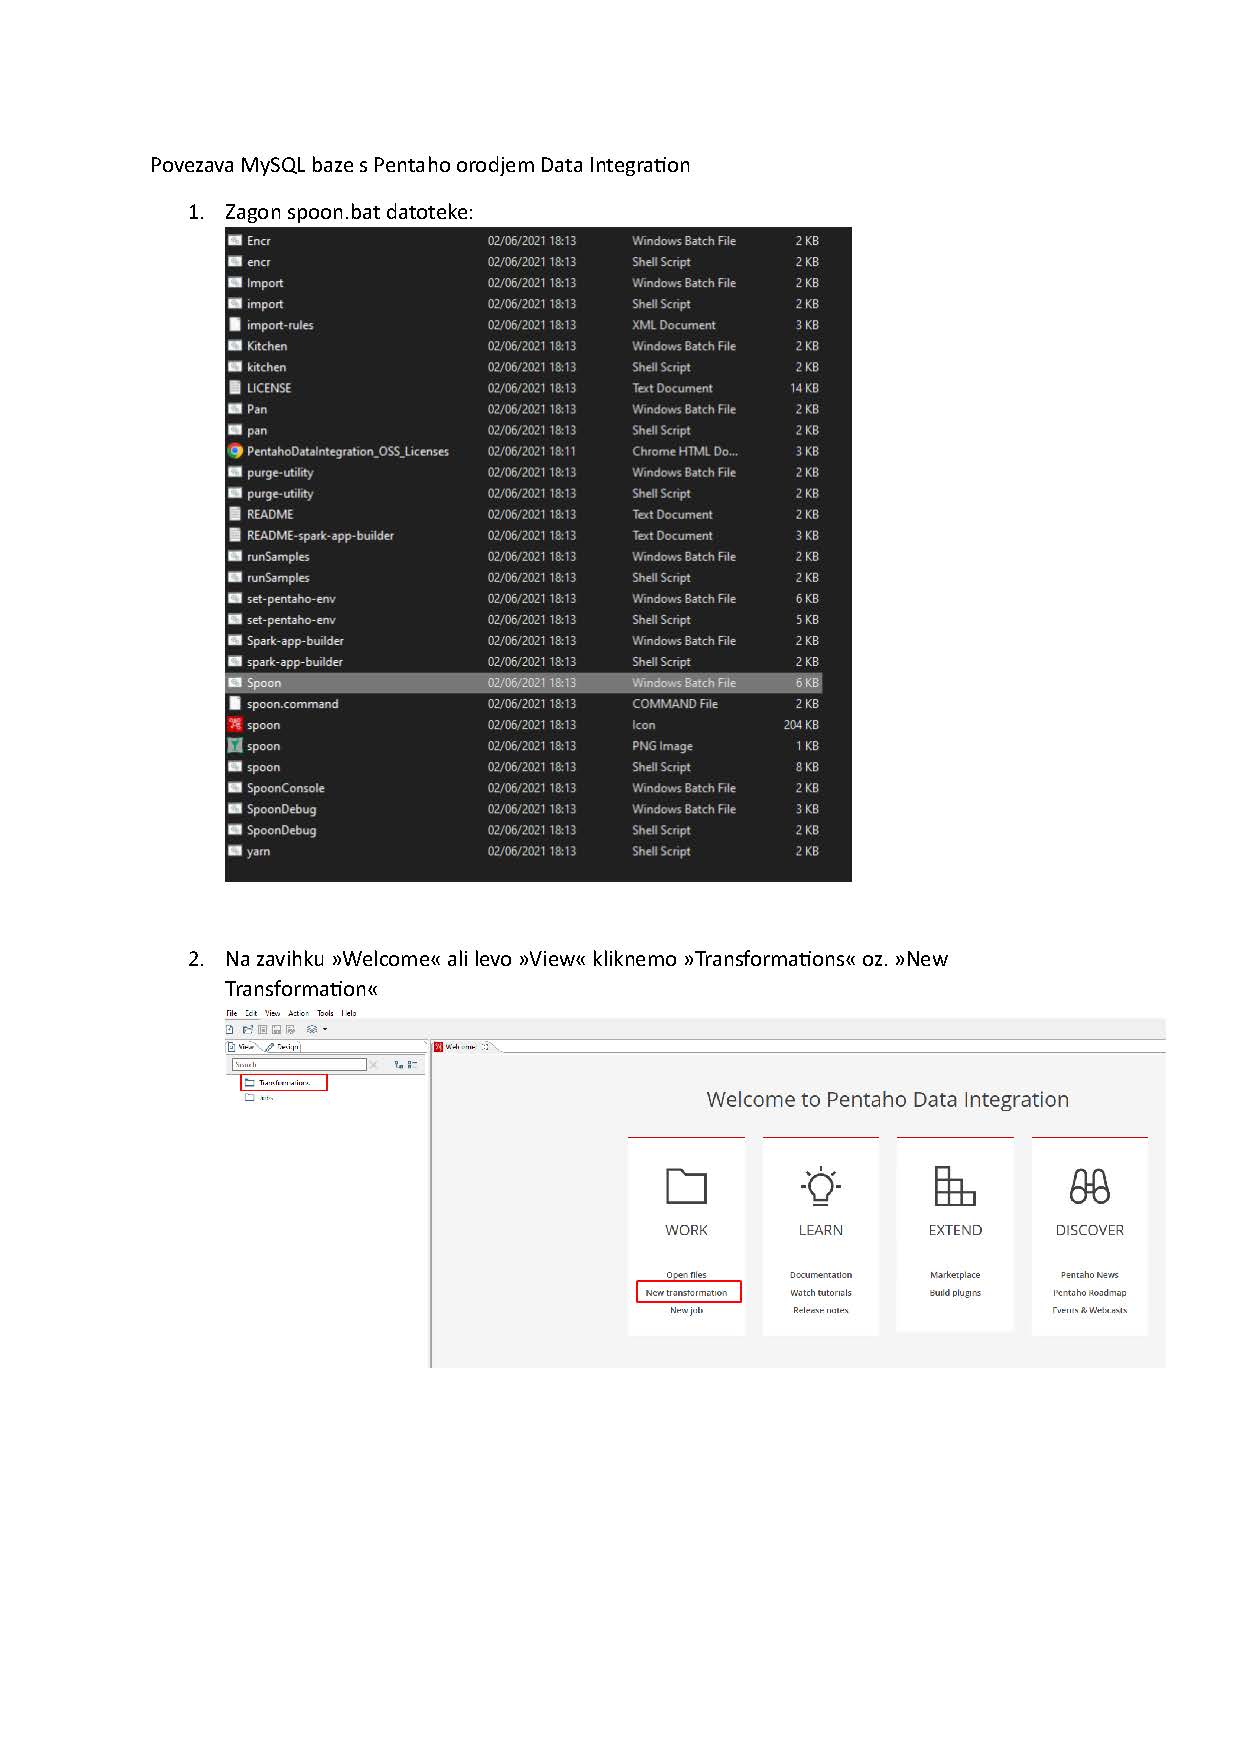 Povezava MySQL baze s Pentaho orodjem Data Integration
1. Zagon spoon.bat datoteke:
Encr 02/06/2021 18:13 Windows Batch File 2 KB
encr 02/06/2021 18:13 Shell Script 2 KB
Import 02/06/2021 18:13 Windows Batch File 2 KB
import 02/06/2021 18:13 Shell Script 2 KB
import-rules 02/06/2021 18:13 XML Document 3 KB
Kitchen 02/06/2021 18:13 Windows Batch File 2 KB
kitchen 02/06/2021 18:13 Shell Script 2 KB
LICENSE 02/06/2021 18:13 Text Document 14 KB
Pan 02/06/2021 18:13 Windows Batch File 2 KB
pan 02/06/2021 18:13 Shell Script 2 KB
PentahoDataIntegration_OSS_Licenses 02/06/2021 18:11 Chrome HTML Do... 3 KB
purge-utility 02/06/2021 18:13 Windows Batch File 2 KB
purge-utility 02/06/2021 18:13 Shell Script 2 KB
README 02/06/2021 18:13 Text Document 2 KB
README-spark-app-builder 02/06/2021 18:13 Text Document 3 KB
runSamples 02/06/2021 18:13 Windows Batch File 2 KB
runSamples 02/06/2021 18:13 Shell Script 2 KB
set-pentaho-env 02/06/2021 18:13 Windows Batch File 6 KB
set-pentaho-env 02/06/2021 18:13 Shell Script 5 KB
Spark-app-builder 02/06/2021 18:13 Windows Batch File 2 KB
spark-app-builder 02/06/2021 18:13 Shell Script 2 KB
Spoon 02/06/2021 18:13 Windows Batch File 6 KB
spoon.command 02/06/2021 18:13 COMMAND File 2 KB
spoon 02/06/2021 18:13 Icon 204 KB
spoon 02/06/2021 18:13 PNG Image 1 KB
spoon 02/06/2021 18:13 Shell Script 8 KB
SpoonConsole 02/06/2021 18:13 Windows Batch File 2 KB
SpoonDebug 02/06/2021 18:13 Windows Batch File 3 KB
SpoonDebug 02/06/2021 18:13 Shell Script 2 KB
yarn 02/06/2021 18:13 Shell Script 2 KB
2. Na zavihku »Welcome« ali levo »View« kliknemo »Transformations« oz. »New
Transformation«
File Edit View Action Tools Help
View Design Welcome!
Search
Transformations
Jobs
Welcome to Pentaho Data Integration
WORK LEARN EXTEND DISCOVER
Open files Documentation Marketplace Pentaho News
New transformation Watch tutorials Build plugins Pentaho Roadmap
New job Release notes Events & Webcasts